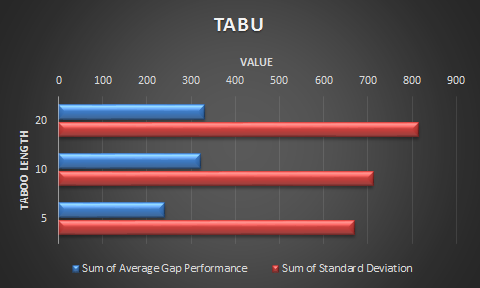 TABU
VALUE
0 100 200 300 400 500 600 700 800 900
TABOO LENGTH
20
10
5
Sum of Average Gap Performance Sum of Standard Deviation